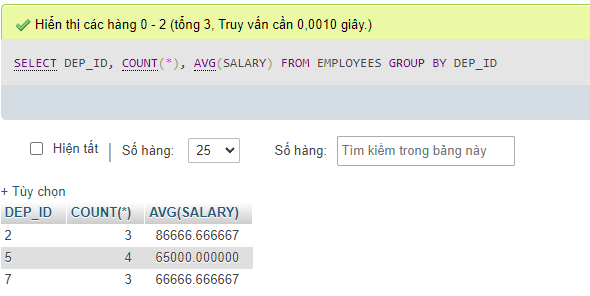 Hiển thị các hàng 0 - 2 (tổng 3, Truy vấn cần 0,0010 giây.)
SELECT DEP_ID, COUNT(*), AVG(SALARY) FROM EMPLOYEES GROUP BY DEP_ID
Hiện tất | Số hàng: 25 Số hàng: Tìm kiếm trong bảng này
+ Tùy chọn
DEP_ID COUNT(*) AVG(SALARY)
2 3 86666.666667
5 4 65000.000000
7 3 66666.666667